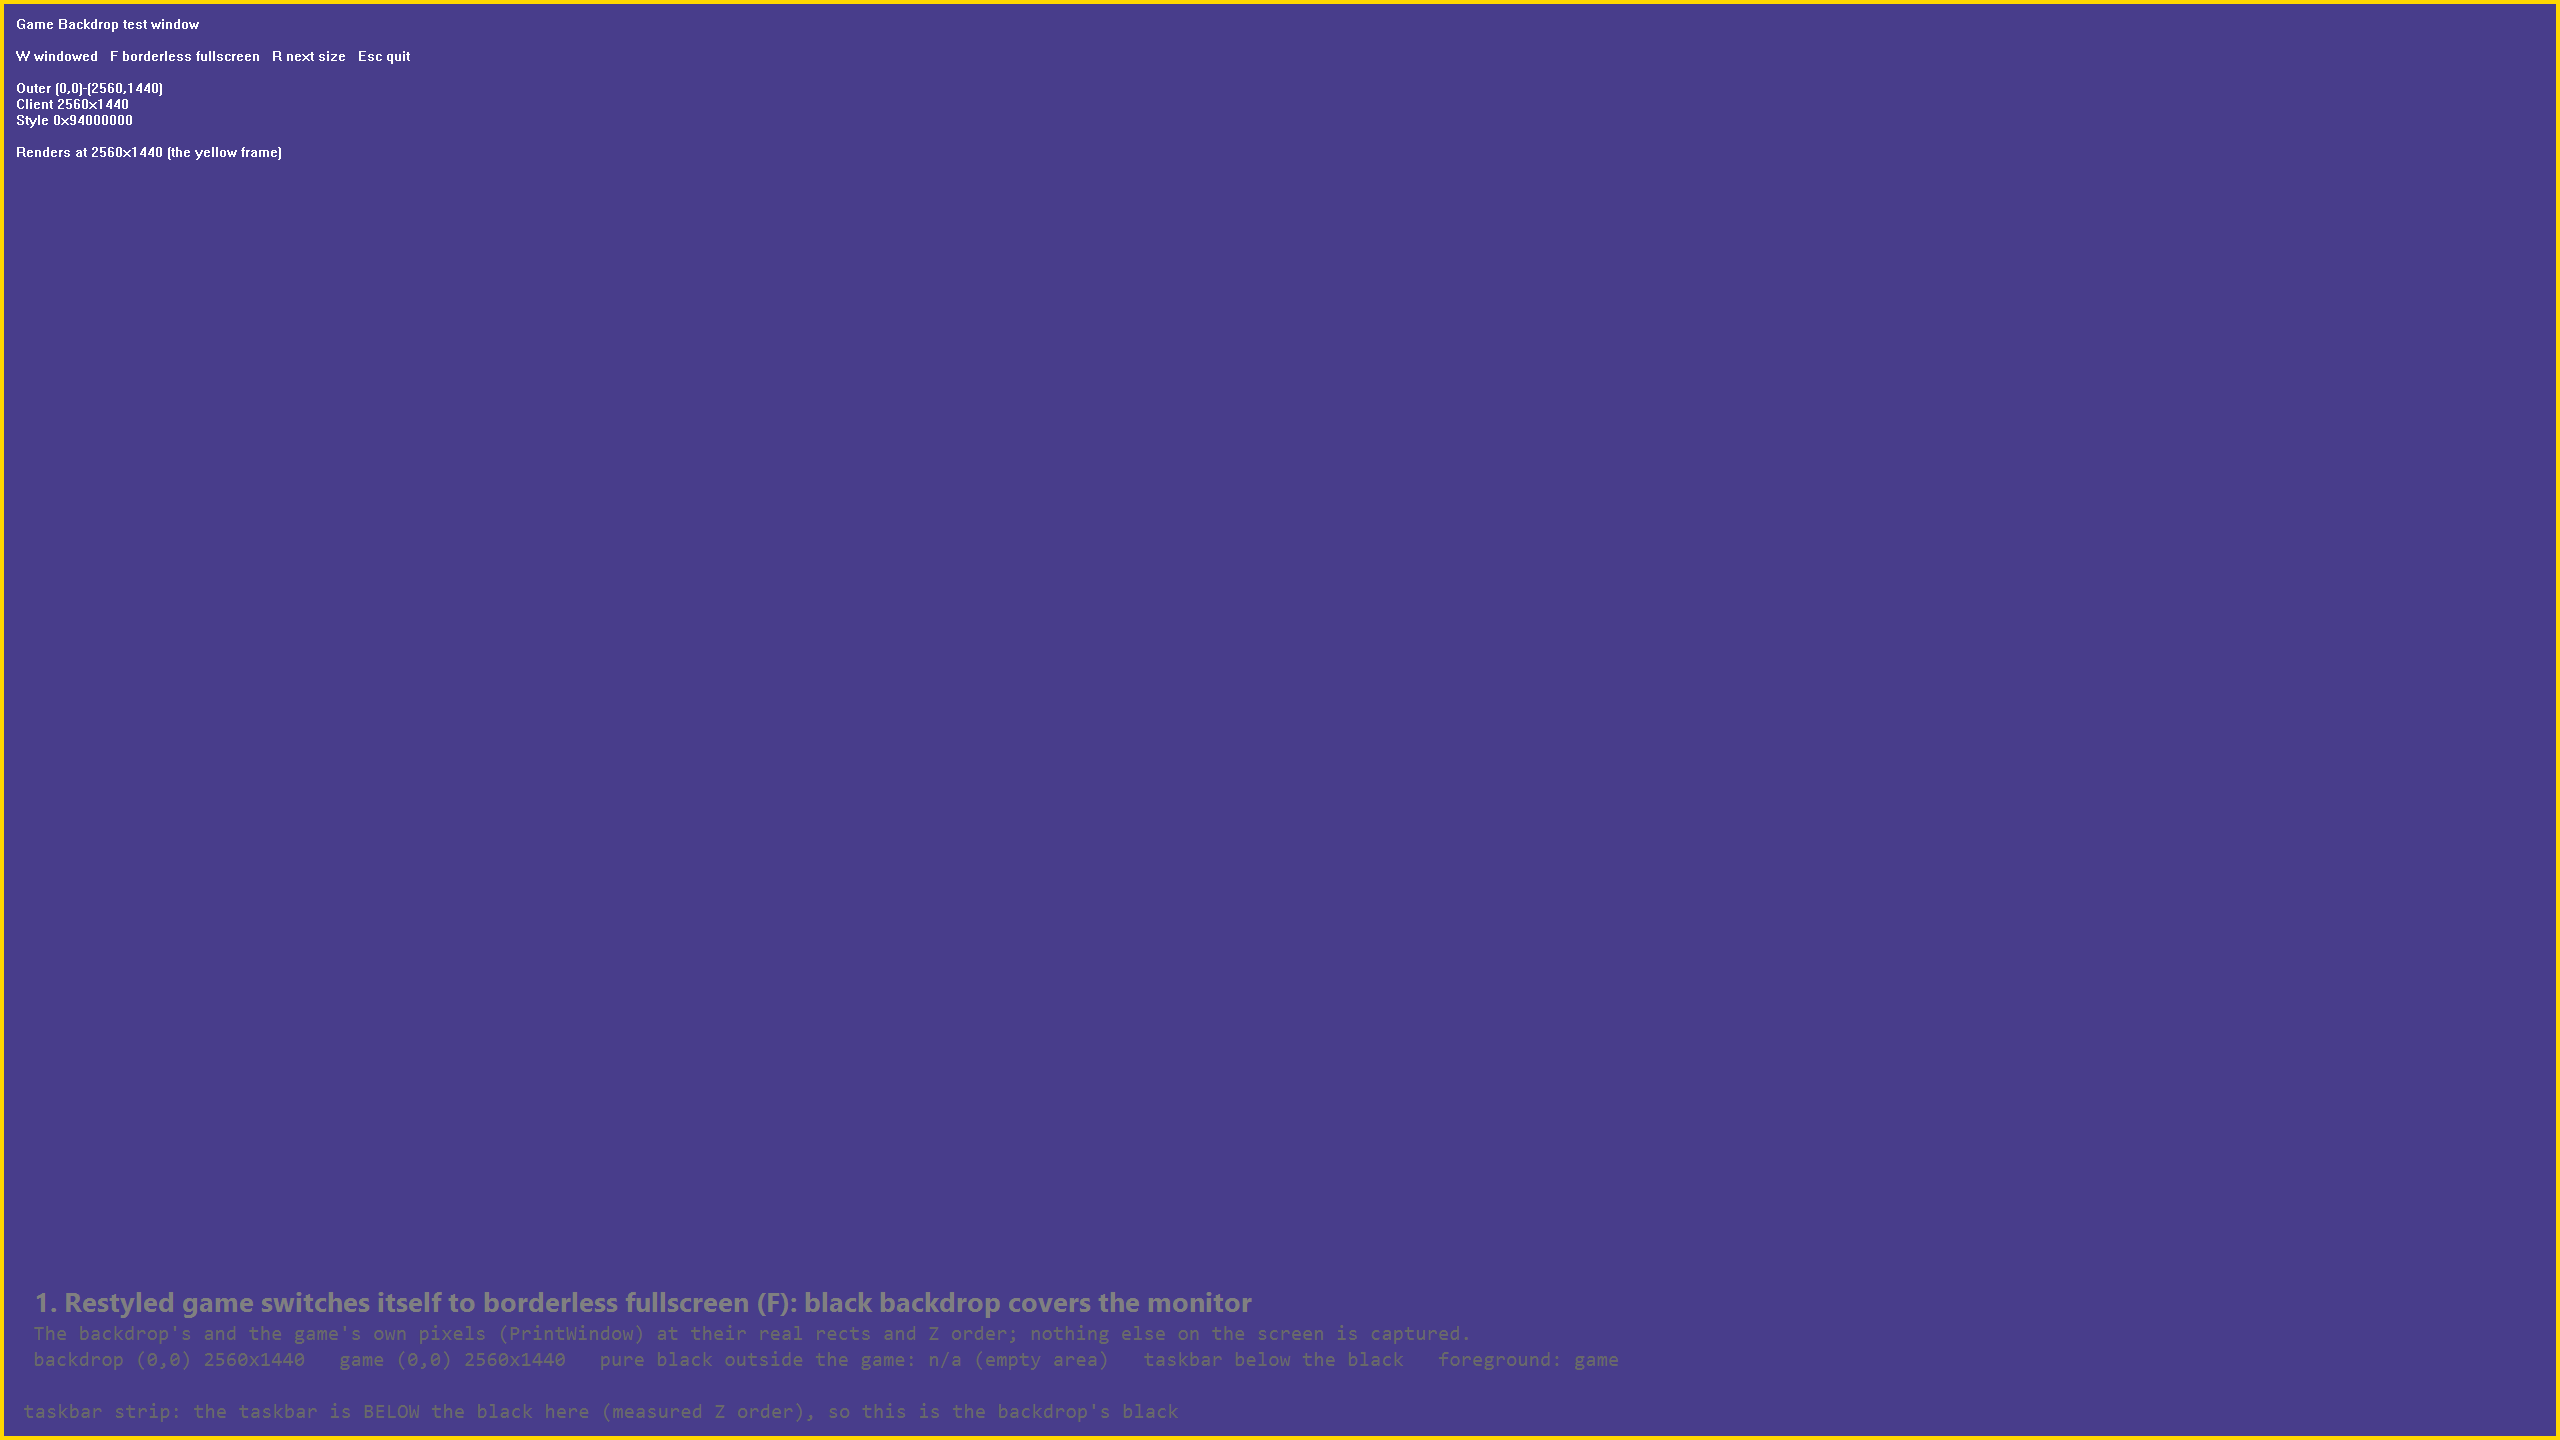 Game Backdrop test window
W windowed   F borderless fullscreen   R next size   Esc quit
Outer (0,0)-(2560,1440)
Client 2560x1440
Style 0x94000000
Renders at 2560x1440 (the yellow frame)
1. Restyled game switches itself to borderless fullscreen (F): black backdrop covers the monitor
The backdrop's and the game's own pixels (PrintWindow) at their real rects and Z order; nothing else on the screen is captured.
backdrop (0,0) 2560x1440   game (0,0) 2560x1440   pure black outside the game: n/a (empty area)   taskbar below the black   foreground: game
taskbar strip: the taskbar is BELOW the black here (measured Z order), so this is the backdrop's black